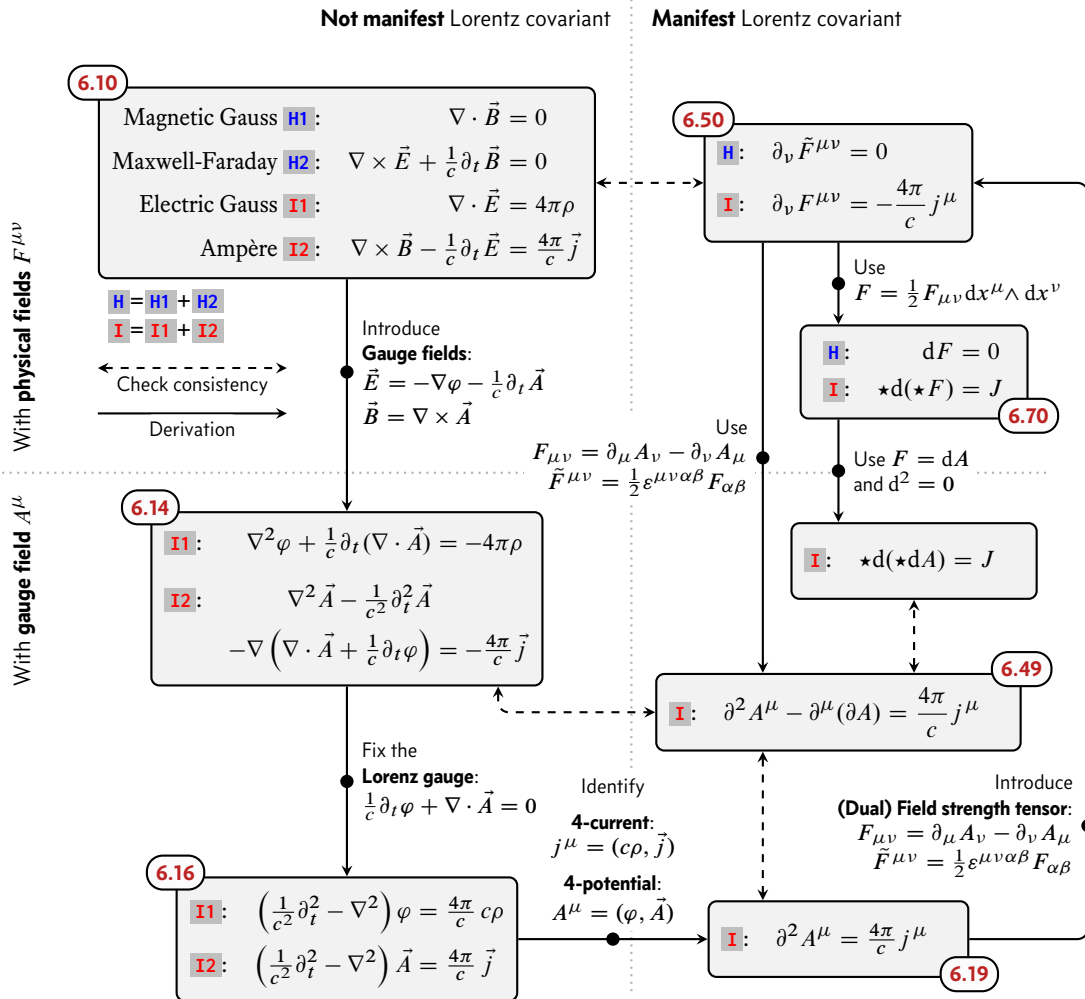 Not manifest Lorentz covariant
Manifest Lorentz covariant
With physical fields F^{μν}
With gauge field A^μ
6.10
Magnetic Gauss H1: ∇ · B⃗ = 0
Maxwell-Faraday H2: ∇ × E⃗ + 1/c ∂_t B⃗ = 0
Electric Gauss I1: ∇ · E⃗ = 4πρ
Ampère I2: ∇ × B⃗ − 1/c ∂_t E⃗ = 4π/c j⃗
H=H1+H2
I=I1+I2
Check consistency
Derivation
Introduce
Gauge fields:
E⃗ = −∇φ − 1/c ∂_t A⃗
B⃗ = ∇ × A⃗
6.50
H: ∂_ν F̃^{μν} = 0
I: ∂_ν F^{μν} = −4π/c j^μ
Use
F = 1/2 F_{μν} dx^μ ∧ dx^ν
H: dF = 0
I: ⋆d(⋆F) = J
6.70
Use
F_{μν} = ∂_μ A_ν − ∂_ν A_μ
F̃^{μν} = 1/2 ε^{μναβ} F_{αβ}
Use F = dA
and d² = 0
I: ⋆d(⋆dA) = J
6.14
I1: ∇²φ + 1/c ∂_t(∇ · A⃗) = −4πρ
I2: ∇²A⃗ − 1/c² ∂_t² A⃗
−∇(∇ · A⃗ + 1/c ∂_t φ) = −4π/c j⃗
6.49
I: ∂²A^μ − ∂^μ(∂A) = 4π/c j^μ
Fix the
Lorenz gauge:
1/c ∂_t φ + ∇ · A⃗ = 0
Identify
4-current:
j^μ = (cρ, j⃗)
4-potential:
A^μ = (φ, A⃗)
Introduce
(Dual) Field strength tensor:
F_{μν} = ∂_μ A_ν − ∂_ν A_μ
F̃^{μν} = 1/2 ε^{μναβ} F_{αβ}
6.16
I1: (1/c² ∂_t² − ∇²) φ = 4π/c cρ
I2: (1/c² ∂_t² − ∇²) A⃗ = 4π/c j⃗
I: ∂²A^μ = 4π/c j^μ
6.19